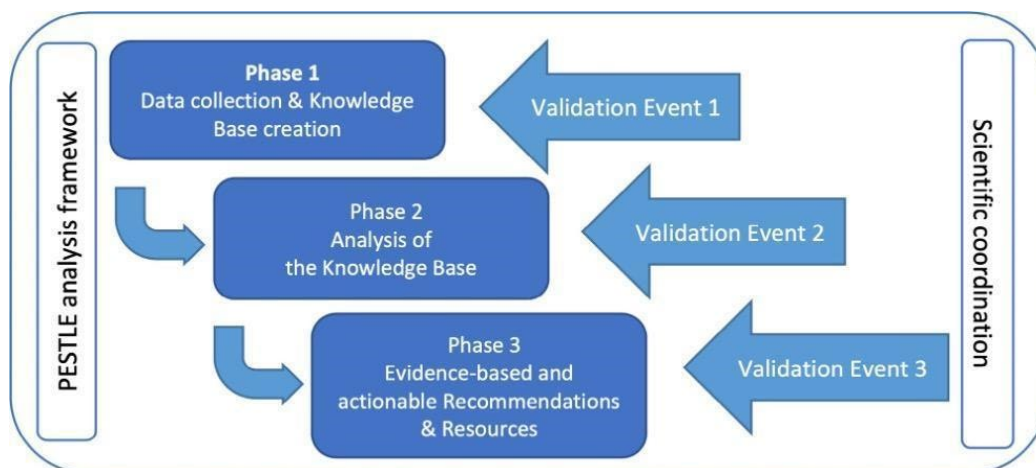 PESTLE analysis framework
Phase 1
Data collection & Knowledge
Base creation
Validation Event 1
Phase 2
Analysis of
the Knowledge Base
Validation Event 2
Phase 3
Evidence-based and
actionable Recommendations
& Resources
Validation Event 3
Scientific coordination